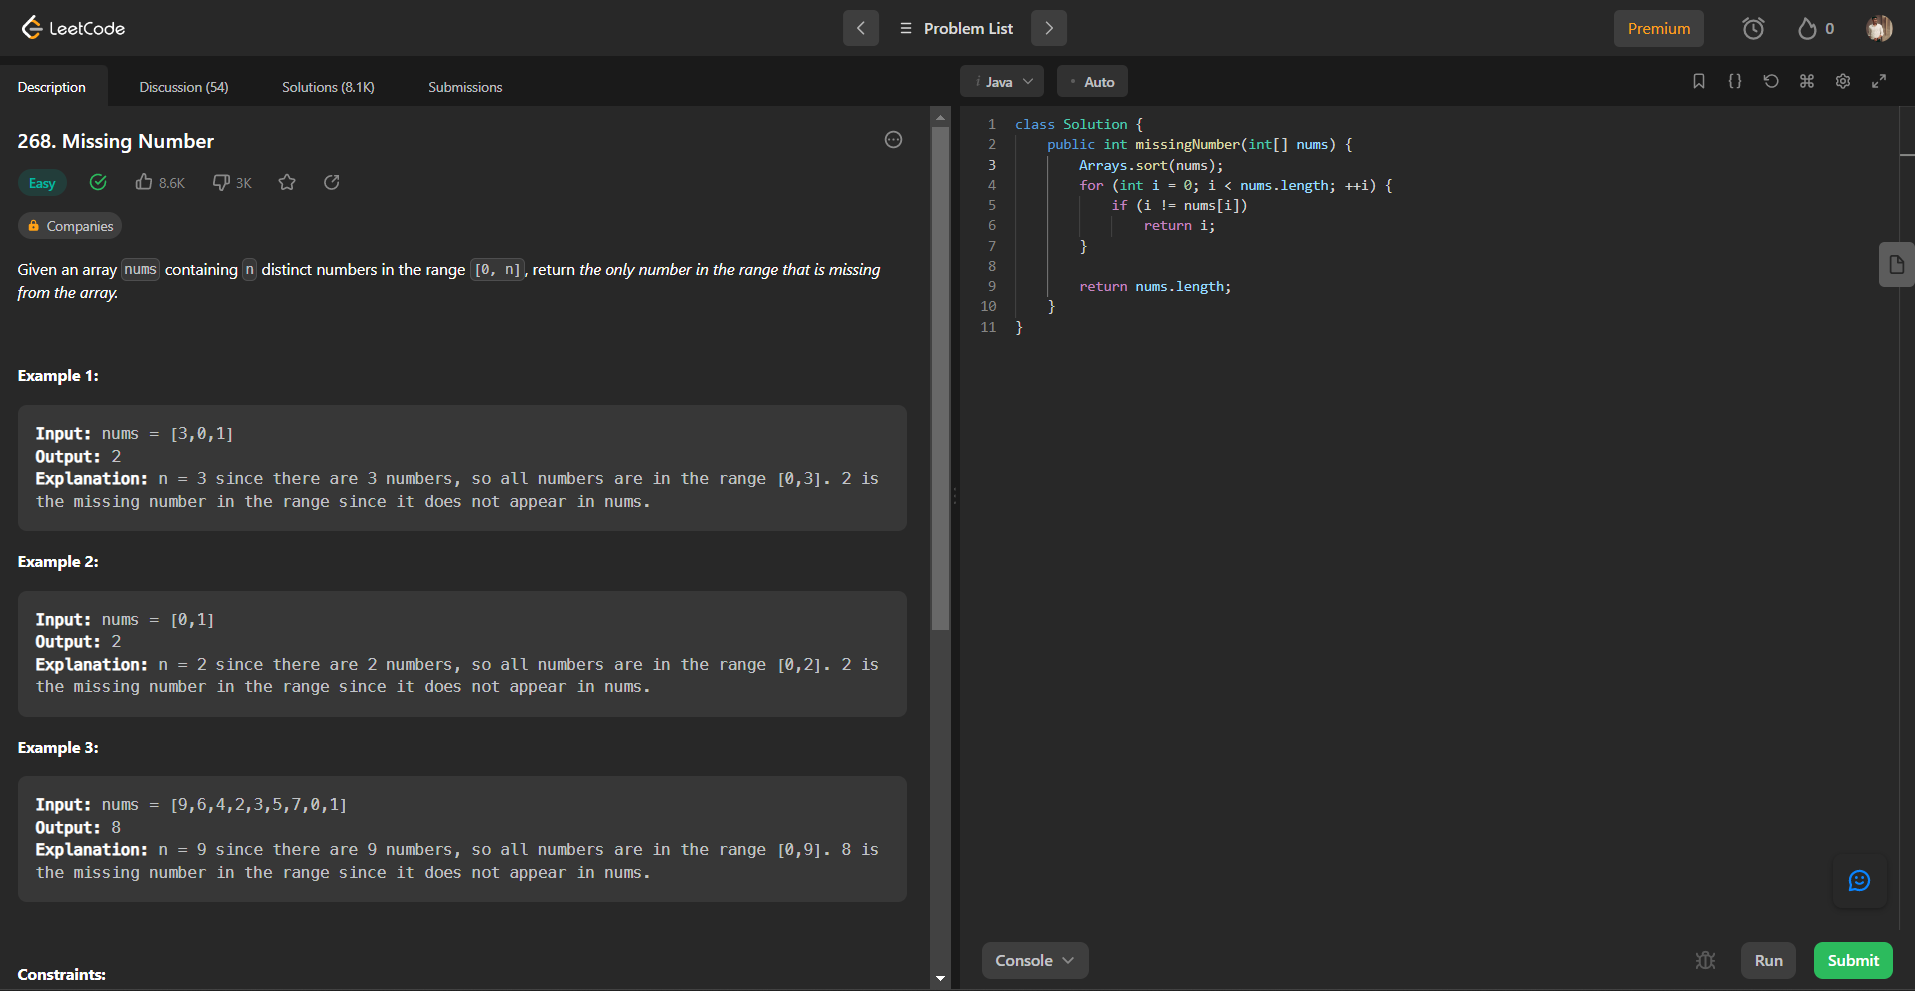 LeetCode
Problem List
Premium
0
Description
Discussion (54)
Solutions (8.1K)
Submissions
i Java
Auto
268. Missing Number
Easy
8.6K
3K
Companies
Given an array nums containing n distinct numbers in the range [0, n], return the only number in the range that is missing
from the array.
Example 1:
Input: nums = [3,0,1]
Output: 2
Explanation: n = 3 since there are 3 numbers, so all numbers are in the range [0,3]. 2 is
the missing number in the range since it does not appear in nums.
Example 2:
Input: nums = [0,1]
Output: 2
Explanation: n = 2 since there are 2 numbers, so all numbers are in the range [0,2]. 2 is
the missing number in the range since it does not appear in nums.
Example 3:
Input: nums = [9,6,4,2,3,5,7,0,1]
Output: 8
Explanation: n = 9 since there are 9 numbers, so all numbers are in the range [0,9]. 8 is
the missing number in the range since it does not appear in nums.
Constraints:
1 class Solution {
2 public int missingNumber(int[] nums) {
3 Arrays.sort(nums);
4 for (int i = 0; i < nums.length; ++i) {
5 if (i != nums[i])
6 return i;
7 }
8
9 return nums.length;
10 }
11 }
Console
Run
Submit